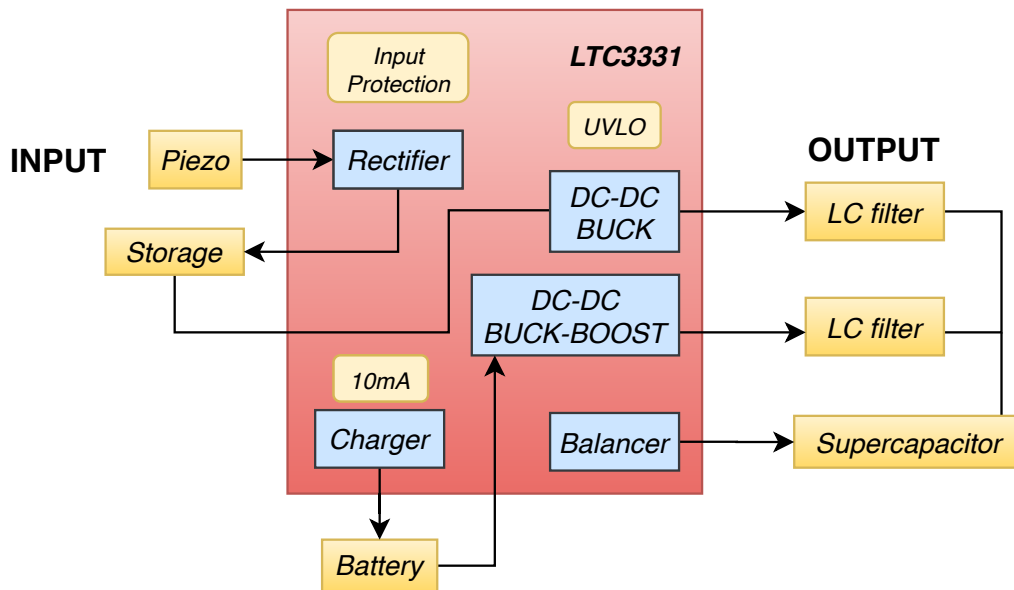 Input
Protection
LTC3331
UVLO
INPUT
Piezo
Rectifier
OUTPUT
DC-DC
BUCK
LC filter
Storage
DC-DC
BUCK-BOOST
LC filter
10mA
Charger
Balancer
Supercapacitor
Battery